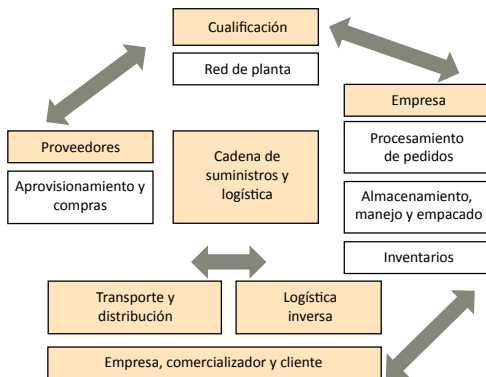 Cualificación
Red de planta
Empresa
Procesamiento
de pedidos
Almacenamiento,
manejo y empacado
Inventarios
Proveedores
Aprovisionamiento y
compras
Cadena de
suministros y
logística
Transporte y
distribución
Logística
inversa
Empresa, comercializador y cliente